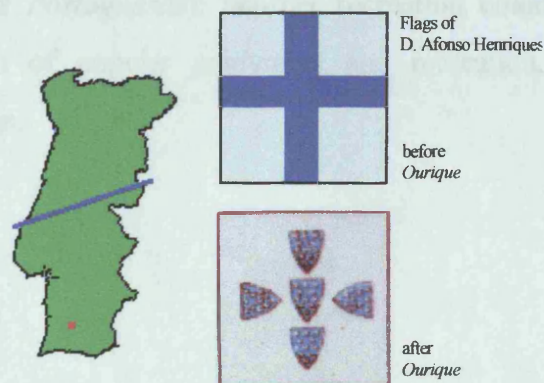 Flags of
D. Afonso Henriques
before
Ourique
after
Ourique